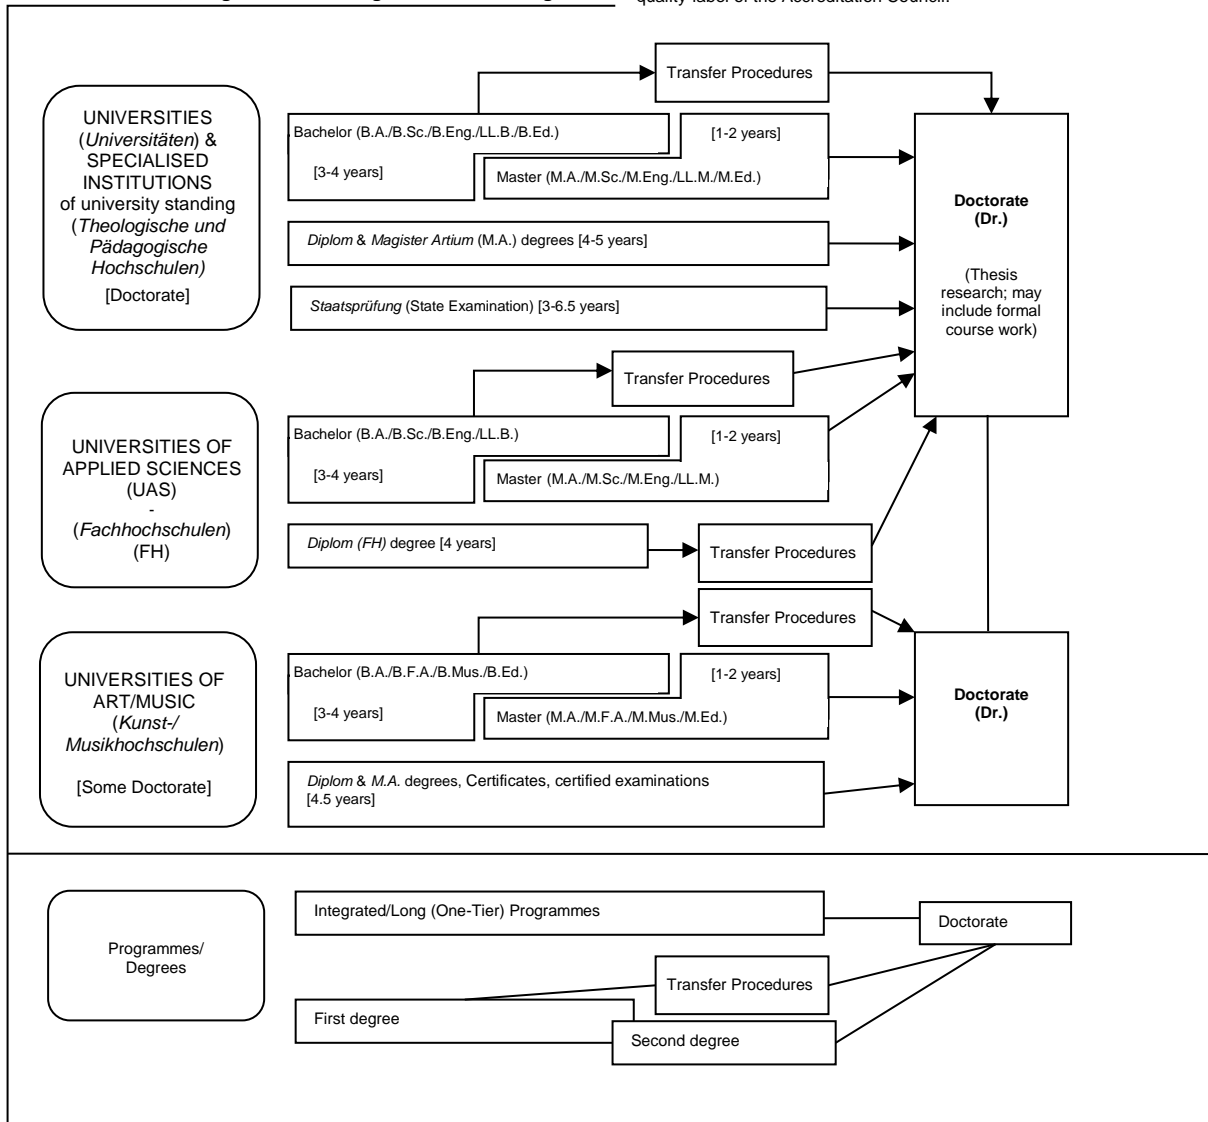 quality-label of the Accreditation Council.
Transfer Procedures
UNIVERSITIES
(Universitäten) &
SPECIALISED
INSTITUTIONS
of university standing
(Theologische und
Pädagogische
Hochschulen)
[Doctorate]
Bachelor (B.A./B.Sc./B.Eng./LL.B./B.Ed.)
[3-4 years]
[1-2 years]
Master (M.A./M.Sc./M.Eng./LL.M./M.Ed.)
Diplom & Magister Artium (M.A.) degrees [4-5 years]
Staatsprüfung (State Examination) [3-6.5 years]
Doctorate
(Dr.)
(Thesis
research; may
include formal
course work)
Transfer Procedures
UNIVERSITIES OF
APPLIED SCIENCES
(UAS)
-
(Fachhochschulen)
(FH)
Bachelor (B.A./B.Sc./B.Eng./LL.B.)
[3-4 years]
[1-2 years]
Master (M.A./M.Sc./M.Eng./LL.M.)
Diplom (FH) degree [4 years]
Transfer Procedures
Transfer Procedures
UNIVERSITIES OF
ART/MUSIC
(Kunst-/
Musikhochschulen)
[Some Doctorate]
Bachelor (B.A./B.F.A./B.Mus./B.Ed.)
[3-4 years]
[1-2 years]
Master (M.A./M.F.A./M.Mus./M.Ed.)
Diplom & M.A. degrees, Certificates, certified examinations
[4.5 years]
Doctorate
(Dr.)
Programmes/
Degrees
Integrated/Long (One-Tier) Programmes
Doctorate
Transfer Procedures
First degree
Second degree